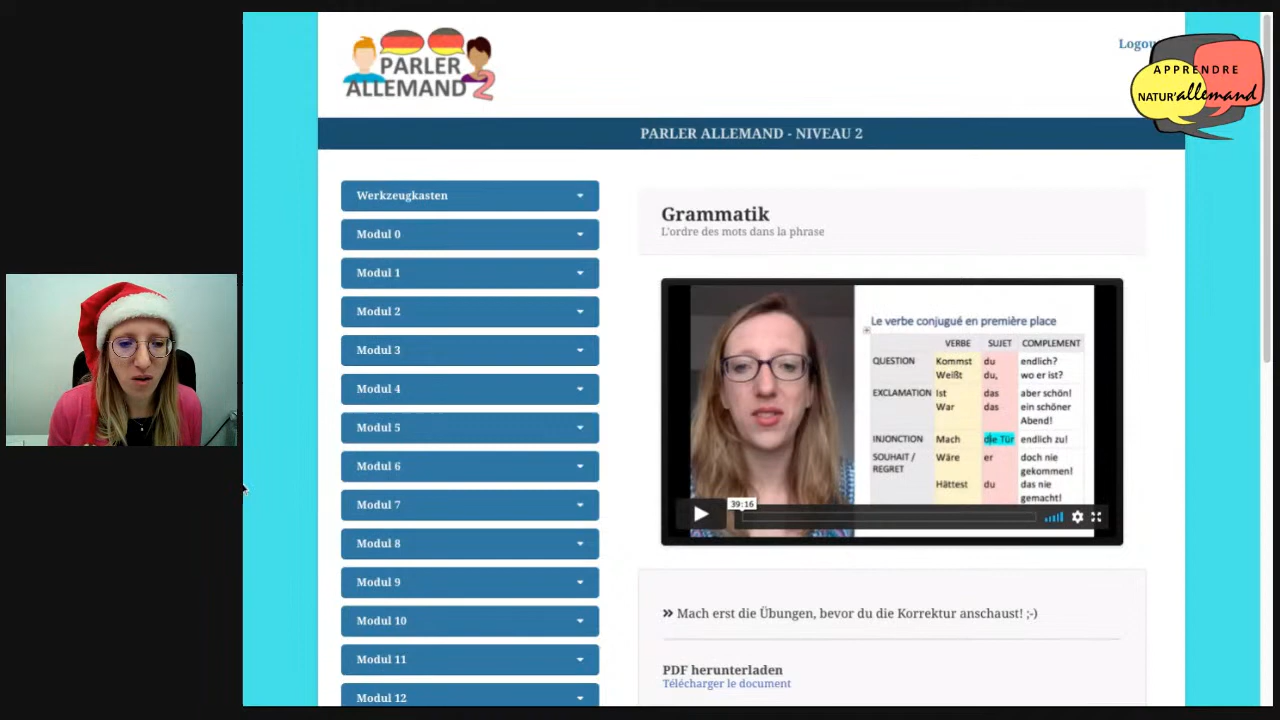 PARLER
ALLEMAND 2
Logou
APPRENDRE
NATUR'allemand
PARLER ALLEMAND - NIVEAU 2
Werkzeugkasten
Modul 0
Modul 1
Modul 2
Modul 3
Modul 4
Modul 5
Modul 6
Modul 7
Modul 8
Modul 9
Modul 10
Modul 11
Modul 12
Grammatik
L'ordre des mots dans la phrase
Le verbe conjugué en première place
VERBE SUJET COMPLEMENT
QUESTION Kommst du endlich?
Weißt du, wo er ist?
EXCLAMATION Ist das aber schön!
War das ein schöner
Abend!
INJONCTION Mach die Tür endlich zu!
SOUHAIT / Wäre er doch nie
REGRET gekommen!
Hättest du das nie
gemacht!
39:16
>> Mach erst die Übungen, bevor du die Korrektur anschaust! ;-)
PDF herunterladen
Télécharger le document